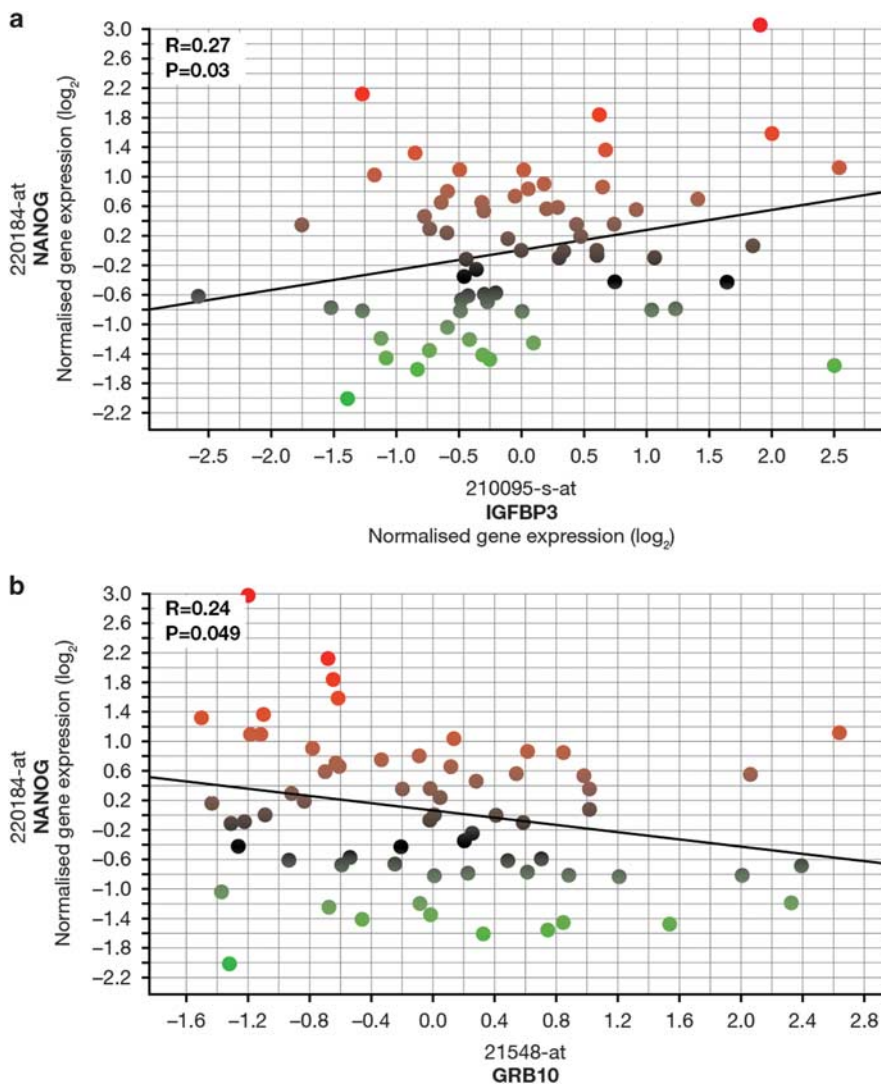 a
R=0.27
P=0.03
220184-at
NANOG
Normalised gene expression (log2)
3.0
2.6
2.2
1.8
1.4
1.0
0.6
0.2
−0.2
−0.6
−1.0
−1.4
−1.8
−2.2
−2.5 −2.0 −1.5 −1.0 −0.5 0.0 0.5 1.0 1.5 2.0 2.5
210095-s-at
IGFBP3
Normalised gene expression (log2)
b
R=0.24
P=0.049
220184-at
NANOG
Normalised gene expression (log2)
3.0
2.6
2.2
1.8
1.4
1.0
0.6
0.2
−0.2
−0.6
−1.0
−1.4
−1.8
−2.2
−1.6 −1.2 −0.8 −0.4 0.0 0.4 0.8 1.2 1.6 2.0 2.4 2.8
21548-at
GRB10